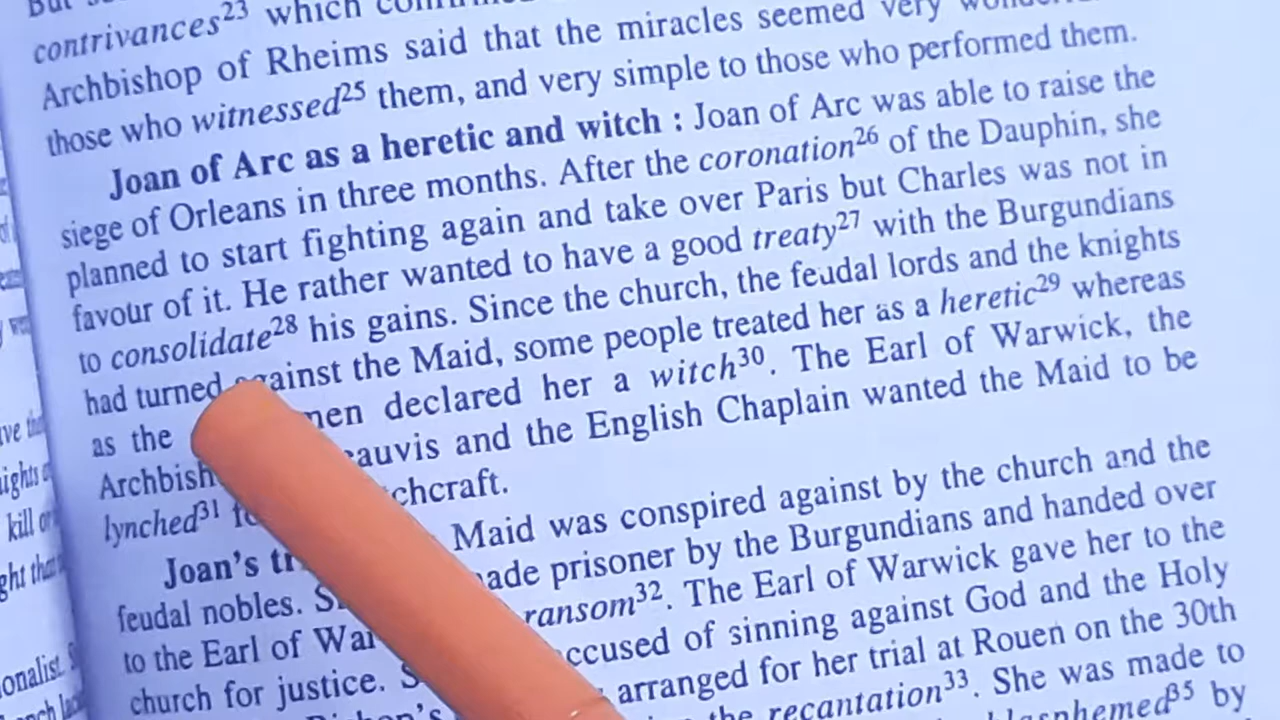 contrivances23 which
Archbishop of Rheims said that the miracles seemed very
those who witnessed25 them, and very simple to those who performed them.
Joan of Arc as a heretic and witch : Joan of Arc was able to raise the
siege of Orleans in three months. After the coronation26 of the Dauphin, she
planned to start fighting again and take over Paris but Charles was not in
favour of it. He rather wanted to have a good treaty27 with the Burgundians
to consolidate28 his gains. Since the church, the feudal lords and the knights
had turned against the Maid, some people treated her as a heretic29 whereas
as the men declared her a witch30. The Earl of Warwick, the
Archbish auvis and the English Chaplain wanted the Maid to be
lynched31 chcraft.
Joan's tr Maid was conspired against by the church and the
feudal nobles. ade prisoner by the Burgundians and handed over
to the Earl of War ransom32. The Earl of Warwick gave her to the
church for justice. ccused of sinning against God and the Holy
arranged for her trial at Rouen on the 30th
the recantation33. She was made to
lasphemed35 by